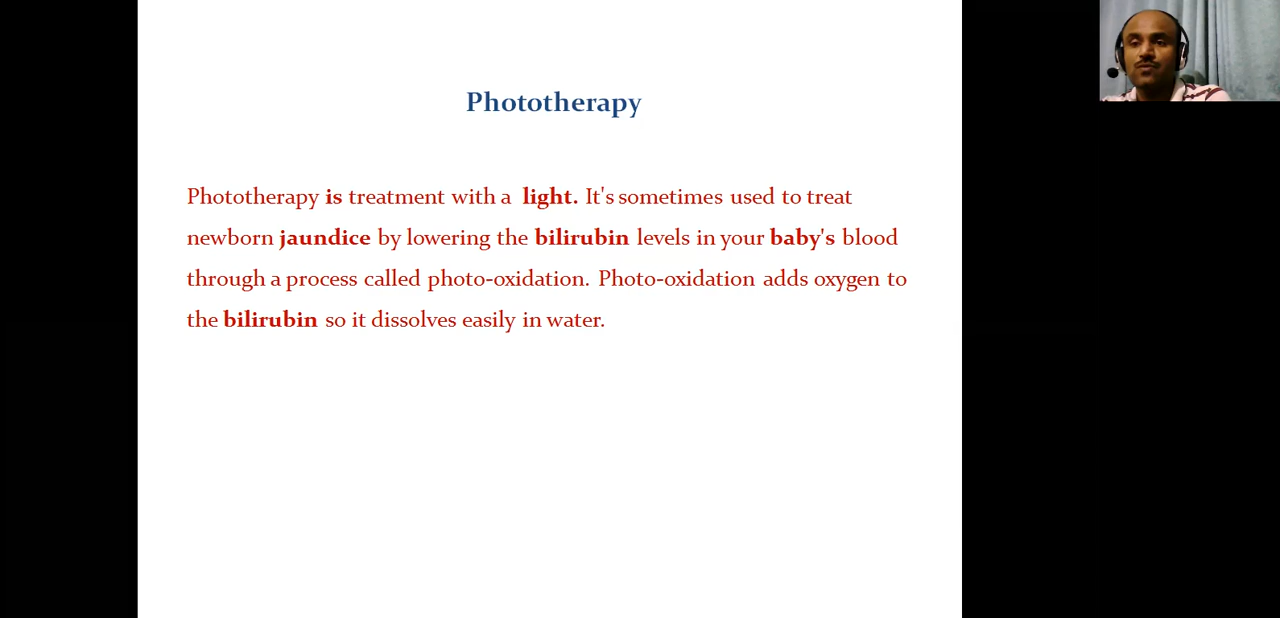 Phototherapy
Phototherapy is treatment with a light. It's sometimes used to treat
newborn jaundice by lowering the bilirubin levels in your baby's blood
through a process called photo-oxidation. Photo-oxidation adds oxygen to
the bilirubin so it dissolves easily in water.